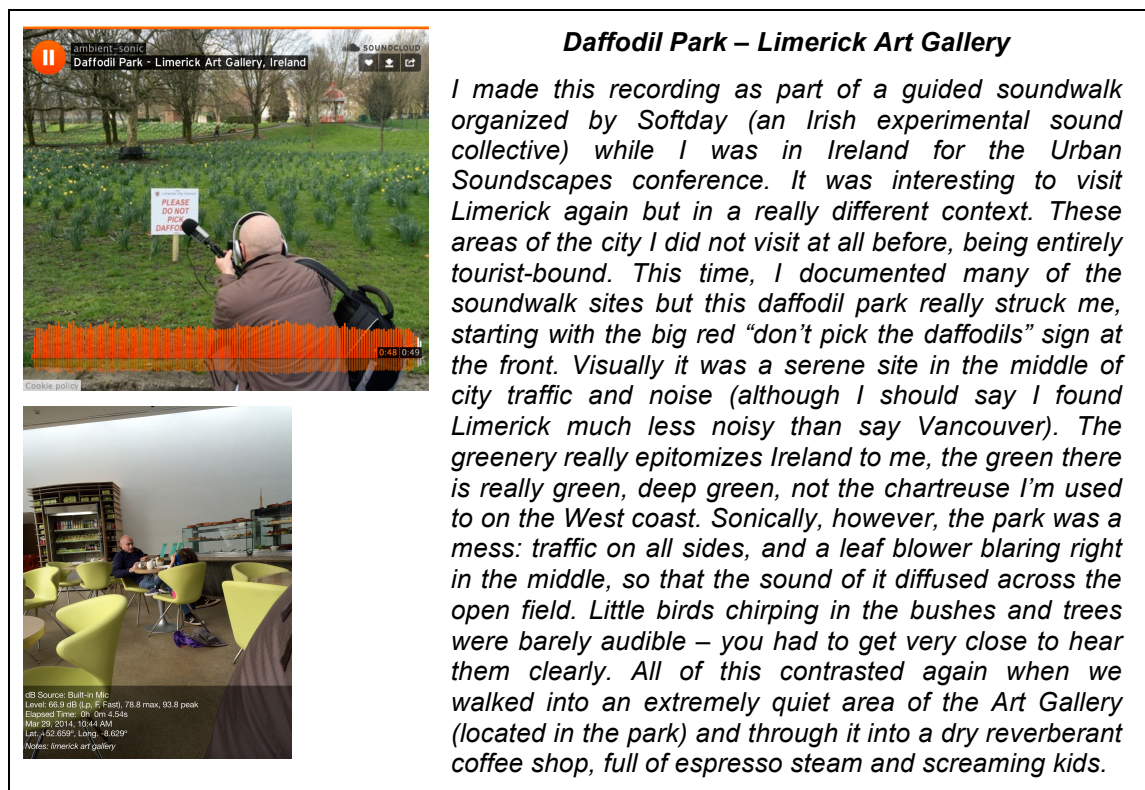 ambient-sonic
SOUNDCLOUD
Daffodil Park - Limerick Art Gallery, Ireland
PLEASE
DO NOT
PICK
0:48 0:49
Cookie policy
dB Source: Built-in Mic
Level: 66.9 dB (Lp, F, Fast), 78.8 max, 93.8 peak
Elapsed Time: 0h 0m 4.54s
Mar 29, 2014, 10:44 AM
Lat. +52.659º, Long. -8.629º
Notes: limerick art gallery
Daffodil Park – Limerick Art Gallery
I made this recording as part of a guided soundwalk
organized by Softday (an Irish experimental sound
collective) while I was in Ireland for the Urban
Soundscapes conference. It was interesting to visit
Limerick again but in a really different context. These
areas of the city I did not visit at all before, being entirely
tourist-bound. This time, I documented many of the
soundwalk sites but this daffodil park really struck me,
starting with the big red “don’t pick the daffodils” sign at
the front. Visually it was a serene site in the middle of
city traffic and noise (although I should say I found
Limerick much less noisy than say Vancouver). The
greenery really epitomizes Ireland to me, the green there
is really green, deep green, not the chartreuse I’m used
to on the West coast. Sonically, however, the park was a
mess: traffic on all sides, and a leaf blower blaring right
in the middle, so that the sound of it diffused across the
open field. Little birds chirping in the bushes and trees
were barely audible – you had to get very close to hear
them clearly. All of this contrasted again when we
walked into an extremely quiet area of the Art Gallery
(located in the park) and through it into a dry reverberant
coffee shop, full of espresso steam and screaming kids.